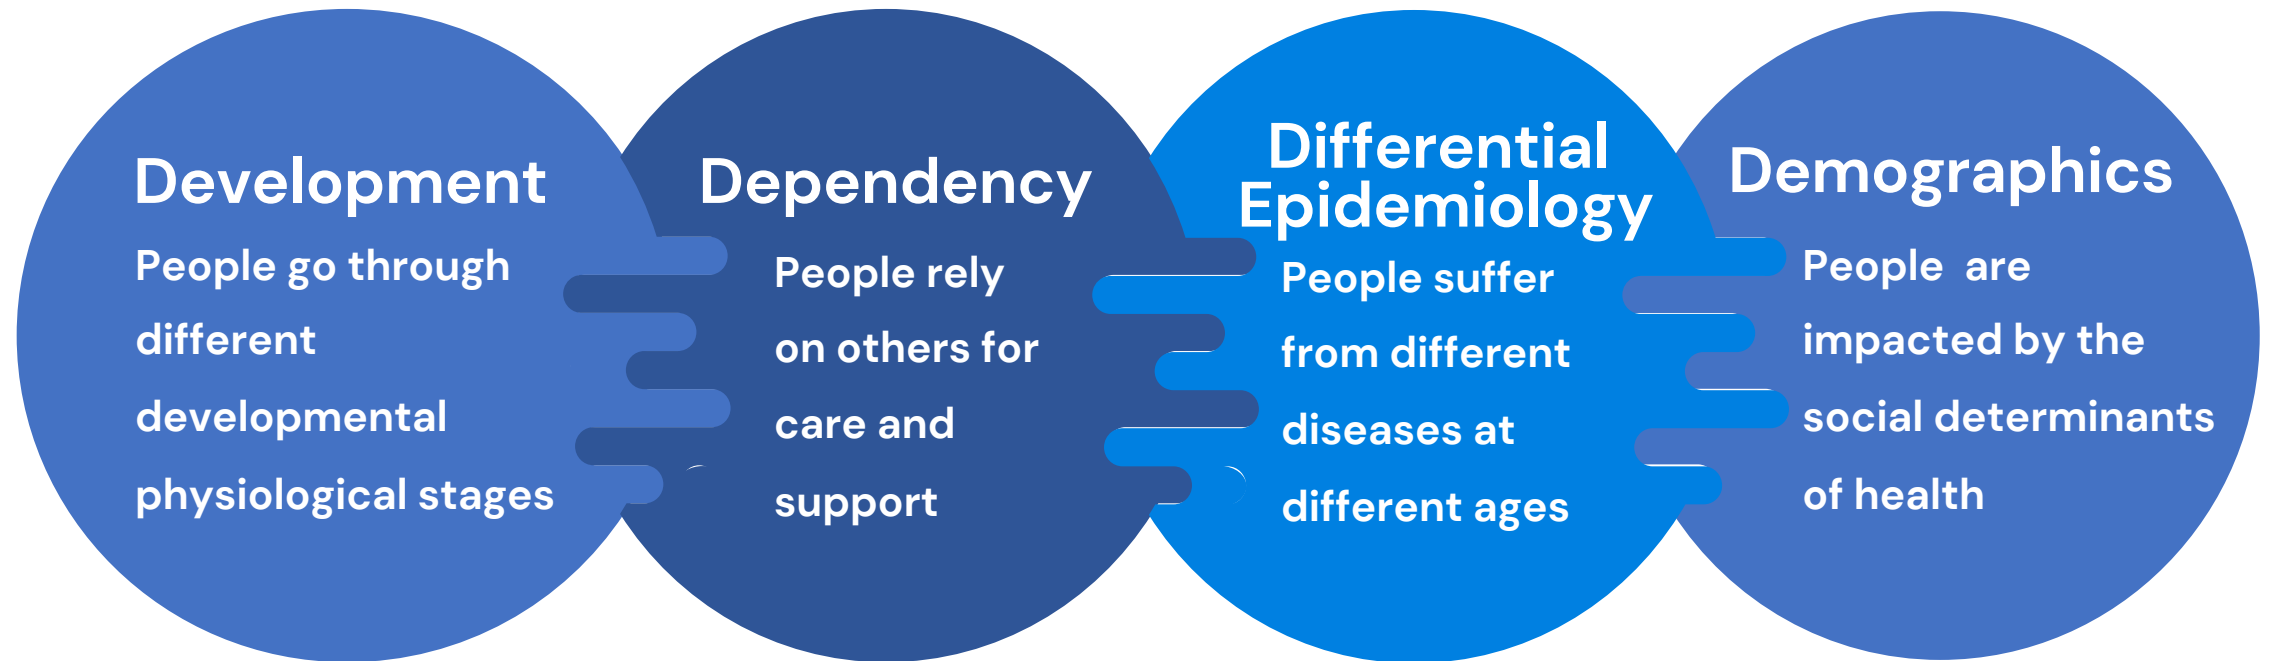 Development
People go through
different
developmental
physiological stages
Dependency
People rely
on others for
care and
support
Differential
Epidemiology
People suffer
from different
diseases at
different ages
Demographics
People  are
impacted by the
social determinants
of health